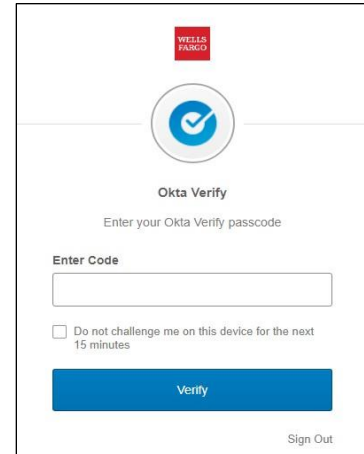 WELLS
FARGO
Okta Verify
Enter your Okta Verify passcode
Enter Code
Do not challenge me on this device for the next
15 minutes
Verify
Sign Out